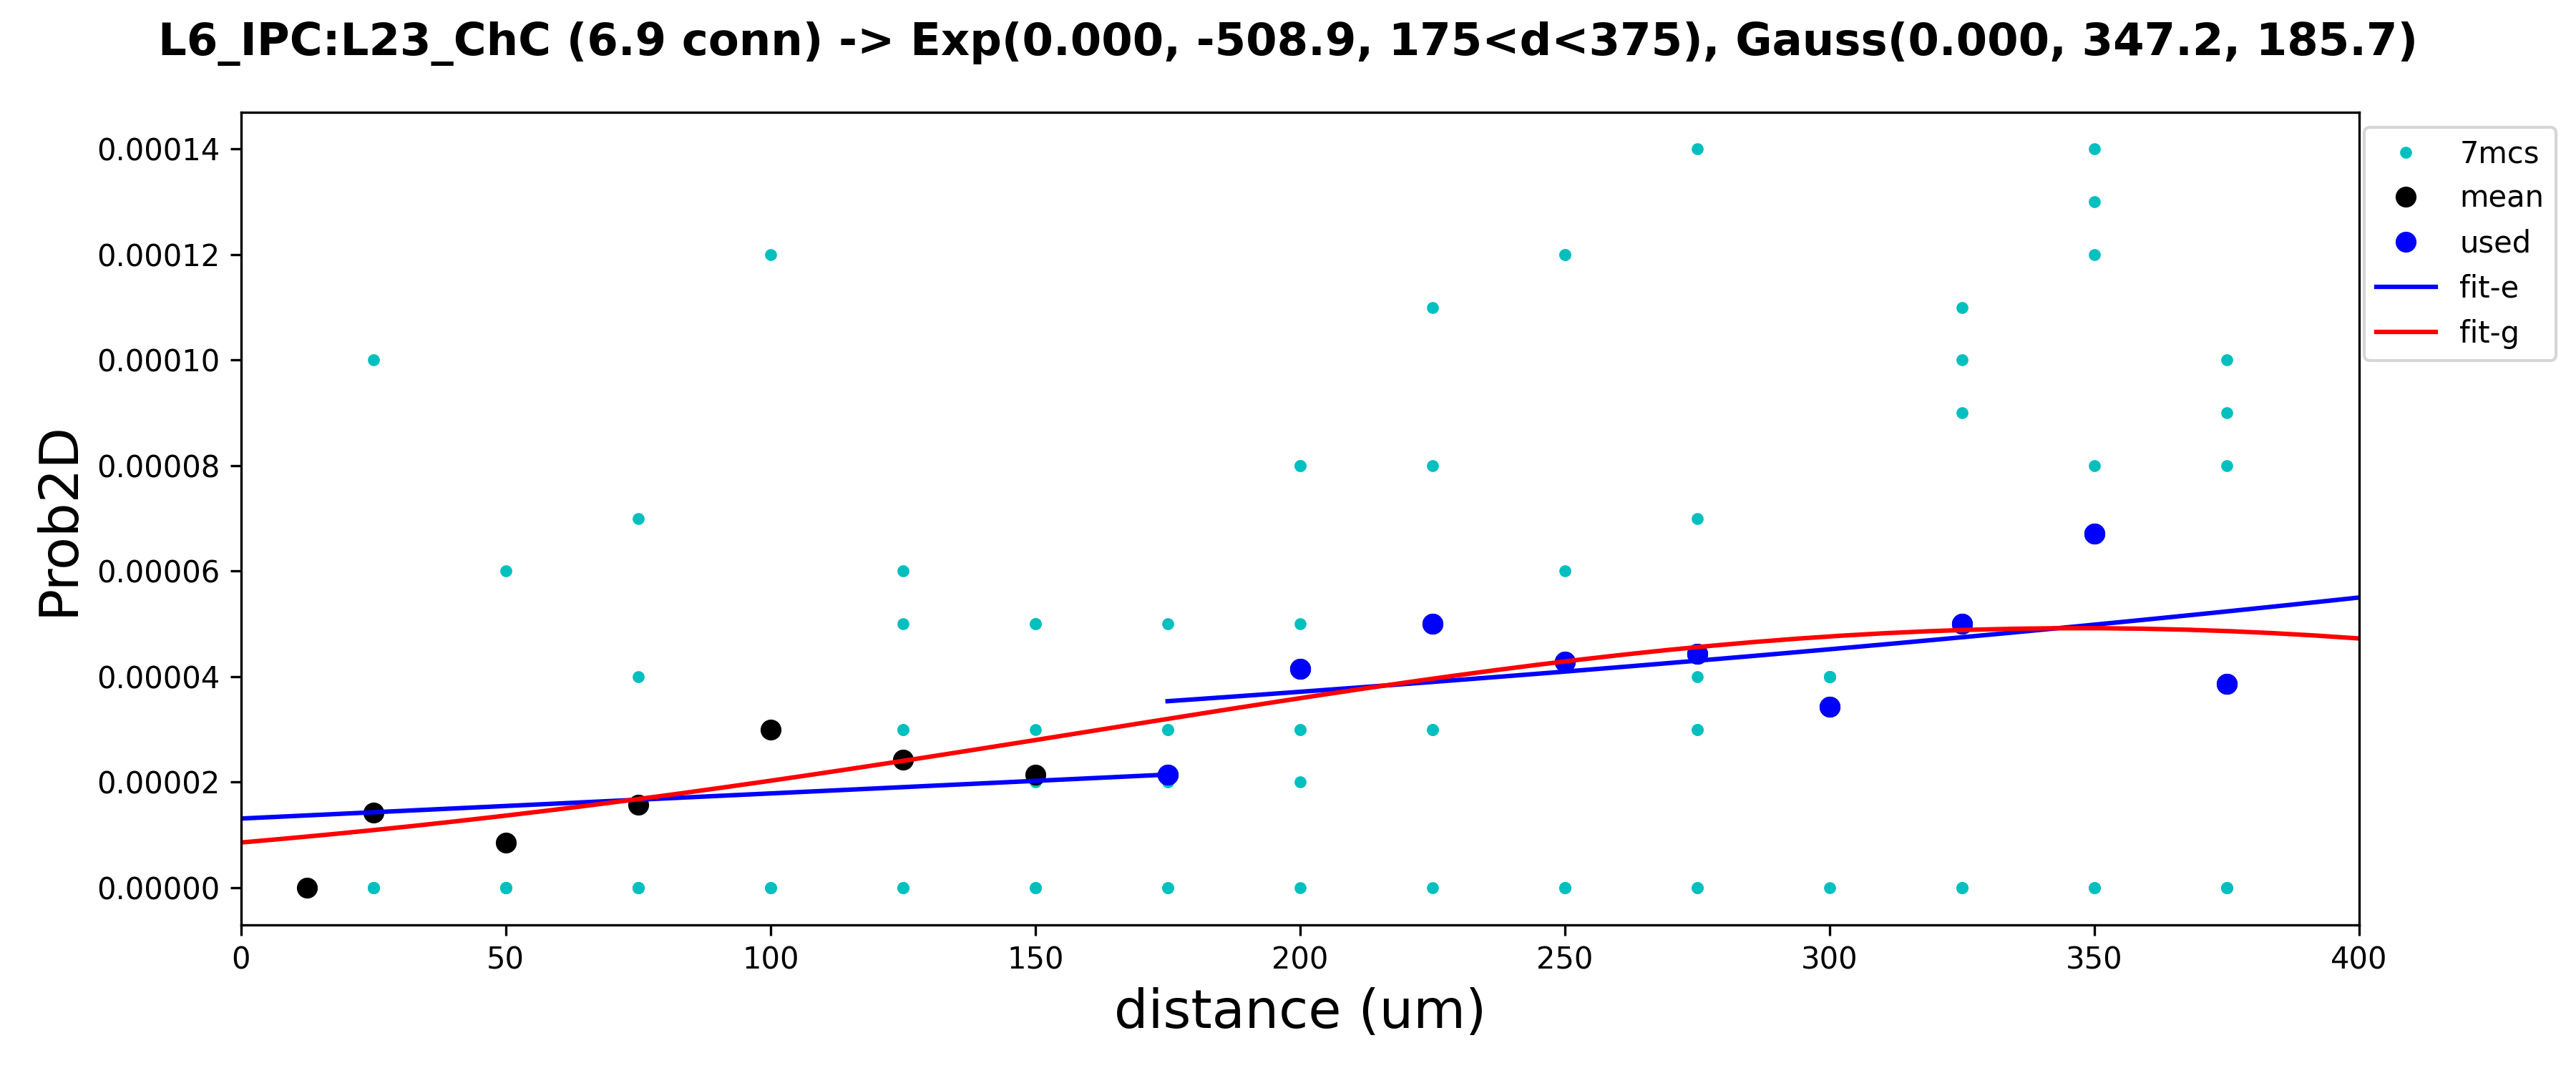 L6_IPC:L23_ChC (6.9 conn) -> Exp(0.000, -508.9, 175<d<375), Gauss(0.000, 347.2, 185.7)
Prob2D
0.00014
0.00012
0.00010
0.00008
0.00006
0.00004
0.00002
0.00000
0 50 100 150 200 250 300 350 400
distance (um)
7mcs
mean
used
fit-e
fit-g